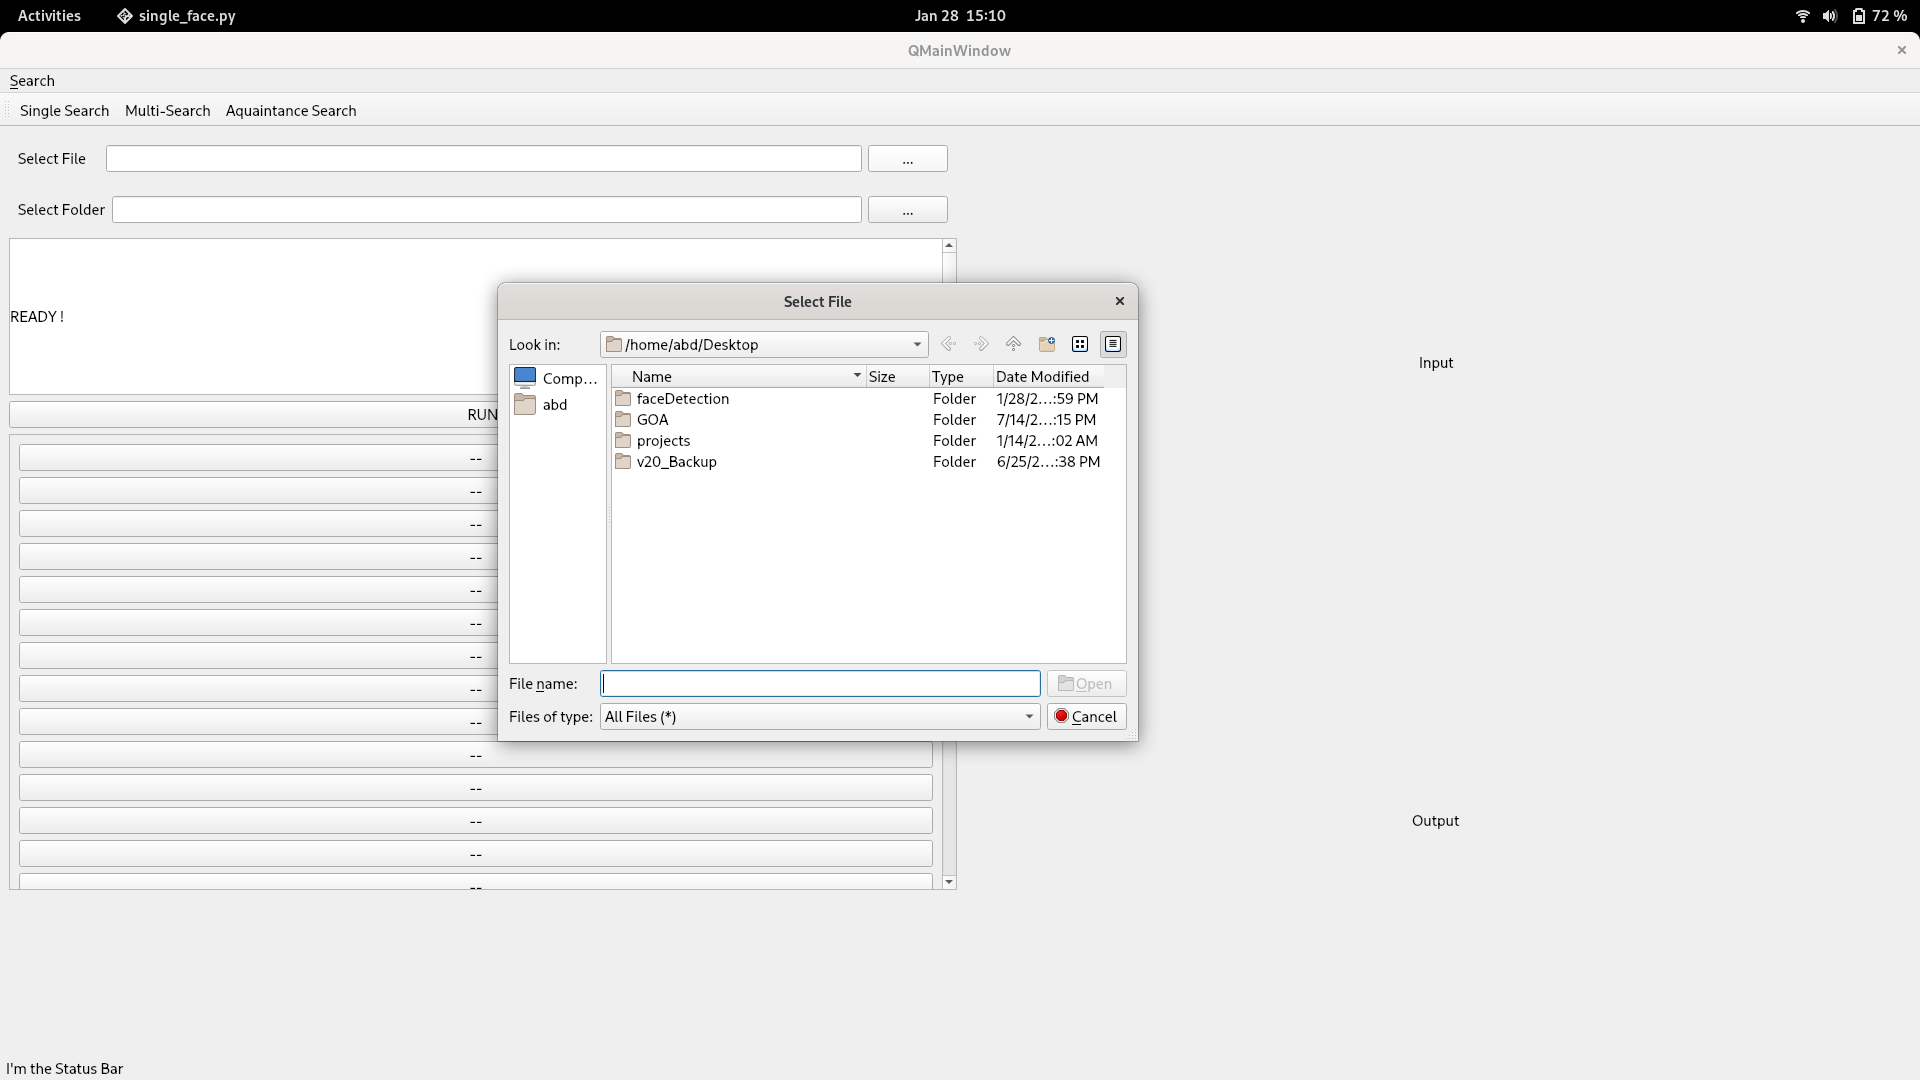 Activities single_face.py Jan 28 15:10 72 %
QMainWindow
Search
Single Search Multi-Search Aquaintance Search
Select File ...
Select Folder ...
READY !
RUN
--
--
--
--
--
--
--
--
--
--
--
--
--
--
Select File
Look in: /home/abd/Desktop
Comp...
abd
Name Size Type Date Modified
faceDetection Folder 1/28/2...:59 PM
GOA Folder 7/14/2...:15 PM
projects Folder 1/14/2...:02 AM
v20_Backup Folder 6/25/2...:38 PM
File name: Open
Files of type: All Files (*) Cancel
Input
Output
I'm the Status Bar